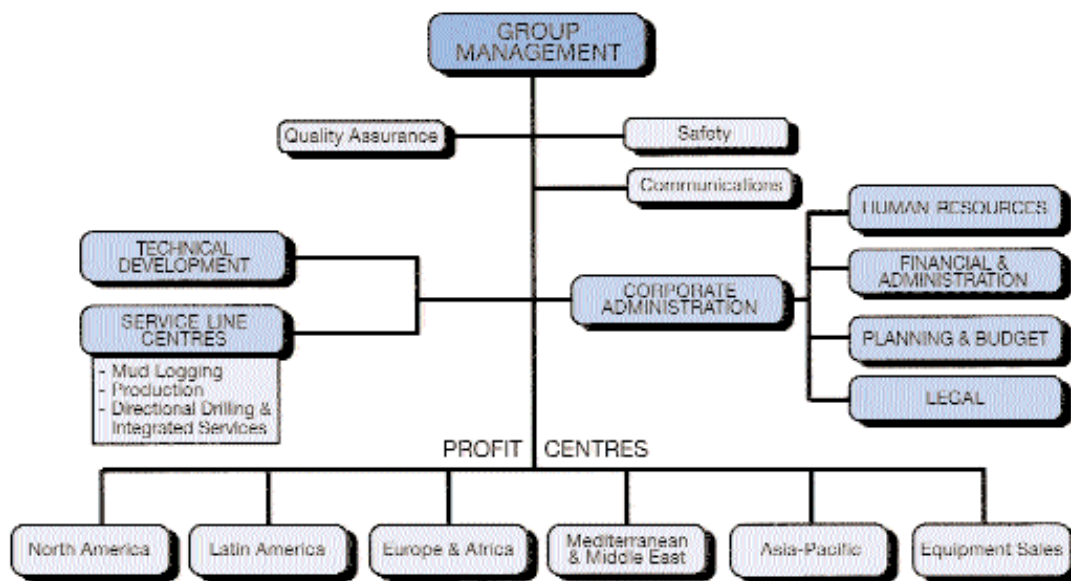 GROUP
MANAGEMENT
Quality Assurance
Safety
Communications
TECHNICAL
DEVELOPMENT
SERVICE LINE
CENTRES
- Mud Logging
- Production
- Directional Drilling &
Integrated Services
CORPORATE
ADMINISTRATION
HUMAN RESOURCES
FINANCIAL &
ADMINISTRATION
PLANNING & BUDGET
LEGAL
PROFIT CENTRES
North America
Latin America
Europe & Africa
Mediterranean
& Middle East
Asia-Pacific
Equipment Sales